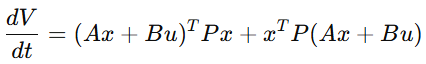 dV/dt = (Ax + Bu)^T Px + x^T P(Ax + Bu)